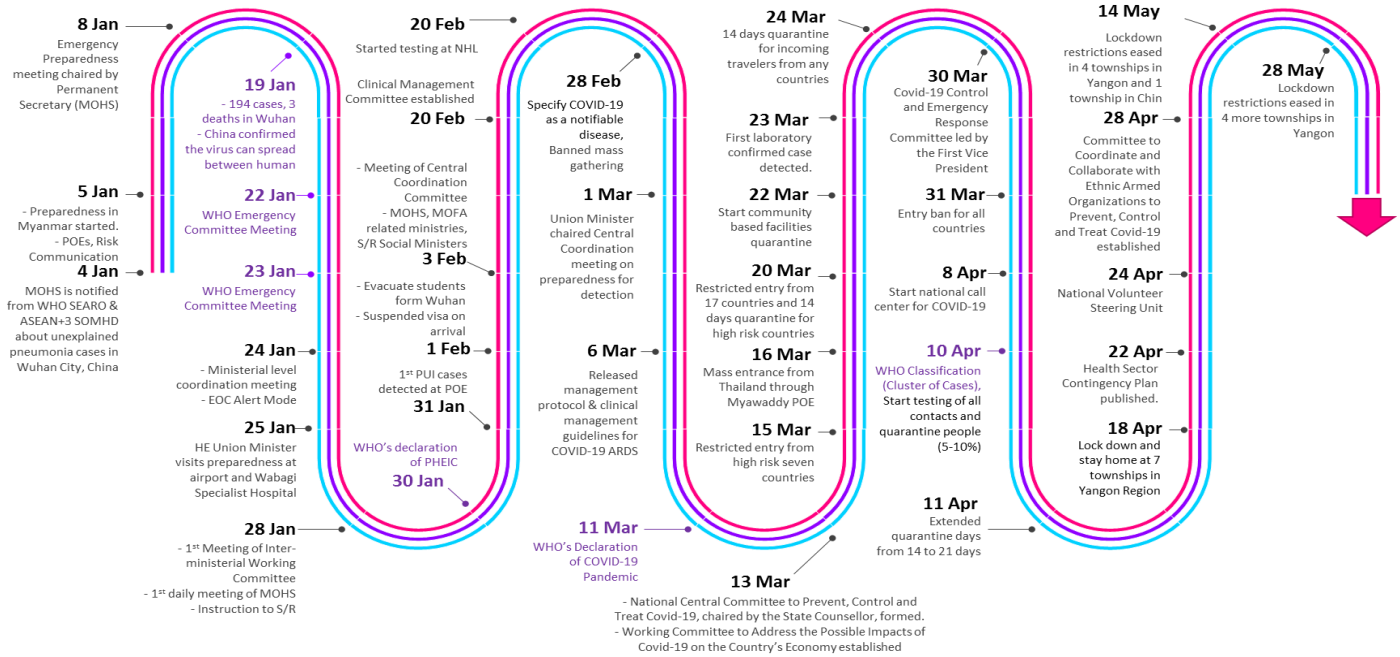 4 Jan
MOHS is notified
from WHO SEARO &
ASEAN+3 SOMHD
about unexplained
pneumonia cases in
Wuhan City, China
5 Jan
- Preparedness in
Myanmar started.
- POEs, Risk
Communication
8 Jan
Emergency
Preparedness
meeting chaired by
Permanent
Secretary (MOHS)
19 Jan
- 194 cases, 3
deaths in Wuhan
- China confirmed
the virus can spread
between human
22 Jan
WHO Emergency
Committee Meeting
23 Jan
WHO Emergency
Committee Meeting
24 Jan
- Ministerial level
coordination meeting
- EOC Alert Mode
25 Jan
HE Union Minister
visits preparedness at
airport and Wabagi
Specialist Hospital
28 Jan
- 1st Meeting of Inter-
ministerial Working
Committee
- 1st daily meeting of MOHS
- Instruction to S/R
WHO's declaration
of PHEIC
30 Jan
1st PUI cases
detected at POE
31 Jan
- Evacuate students
form Wuhan
- Suspended visa on
arrival
1 Feb
- Meeting of Central
Coordination
Committee
- MOHS, MOFA
related ministries,
S/R Social Ministers
3 Feb
Clinical Management
Committee established
20 Feb
20 Feb
Started testing at NHL
28 Feb
Specify COVID-19
as a notifiable
disease,
Banned mass
gathering
1 Mar
Union Minister
chaired Central
Coordination
meeting on
preparedness for
detection
6 Mar
Released
management
protocol & clinical
management
guidelines for
COVID-19 ARDS
11 Mar
WHO's Declaration
of COVID-19
Pandemic
13 Mar
- National Central Committee to Prevent, Control and
Treat Covid-19, chaired by the State Counsellor, formed.
- Working Committee to Address the Possible Impacts of
Covid-19 on the Country's Economy established
15 Mar
Restricted entry from
high risk seven
countries
16 Mar
Mass entrance from
Thailand through
Myawaddy POE
20 Mar
Restricted entry from
17 countries and 14
days quarantine for
high risk countries
22 Mar
Start community
based facilities
quarantine
23 Mar
First laboratory
confirmed case
detected.
24 Mar
14 days quarantine
for incoming
travelers from any
countries
30 Mar
Covid-19 Control
and Emergency
Response
Committee led by
the First Vice
President
31 Mar
Entry ban for all
countries
8 Apr
Start national call
center for COVID-19
10 Apr
WHO Classification
(Cluster of Cases),
Start testing of all
contacts and
quarantine people
(5-10%)
11 Apr
Extended
quarantine days
from 14 to 21 days
18 Apr
Lock down and
stay home at 7
townships in
Yangon Region
22 Apr
Health Sector
Contingency Plan
published.
24 Apr
National Volunteer
Steering Unit
28 Apr
Committee to
Coordinate and
Collaborate with
Ethnic Armed
Organizations to
Prevent, Control
and Treat Covid-19
established
14 May
Lockdown
restrictions eased
in 4 townships in
Yangon and 1
township in Chin
28 May
Lockdown
restrictions eased in
4 more townships in
Yangon